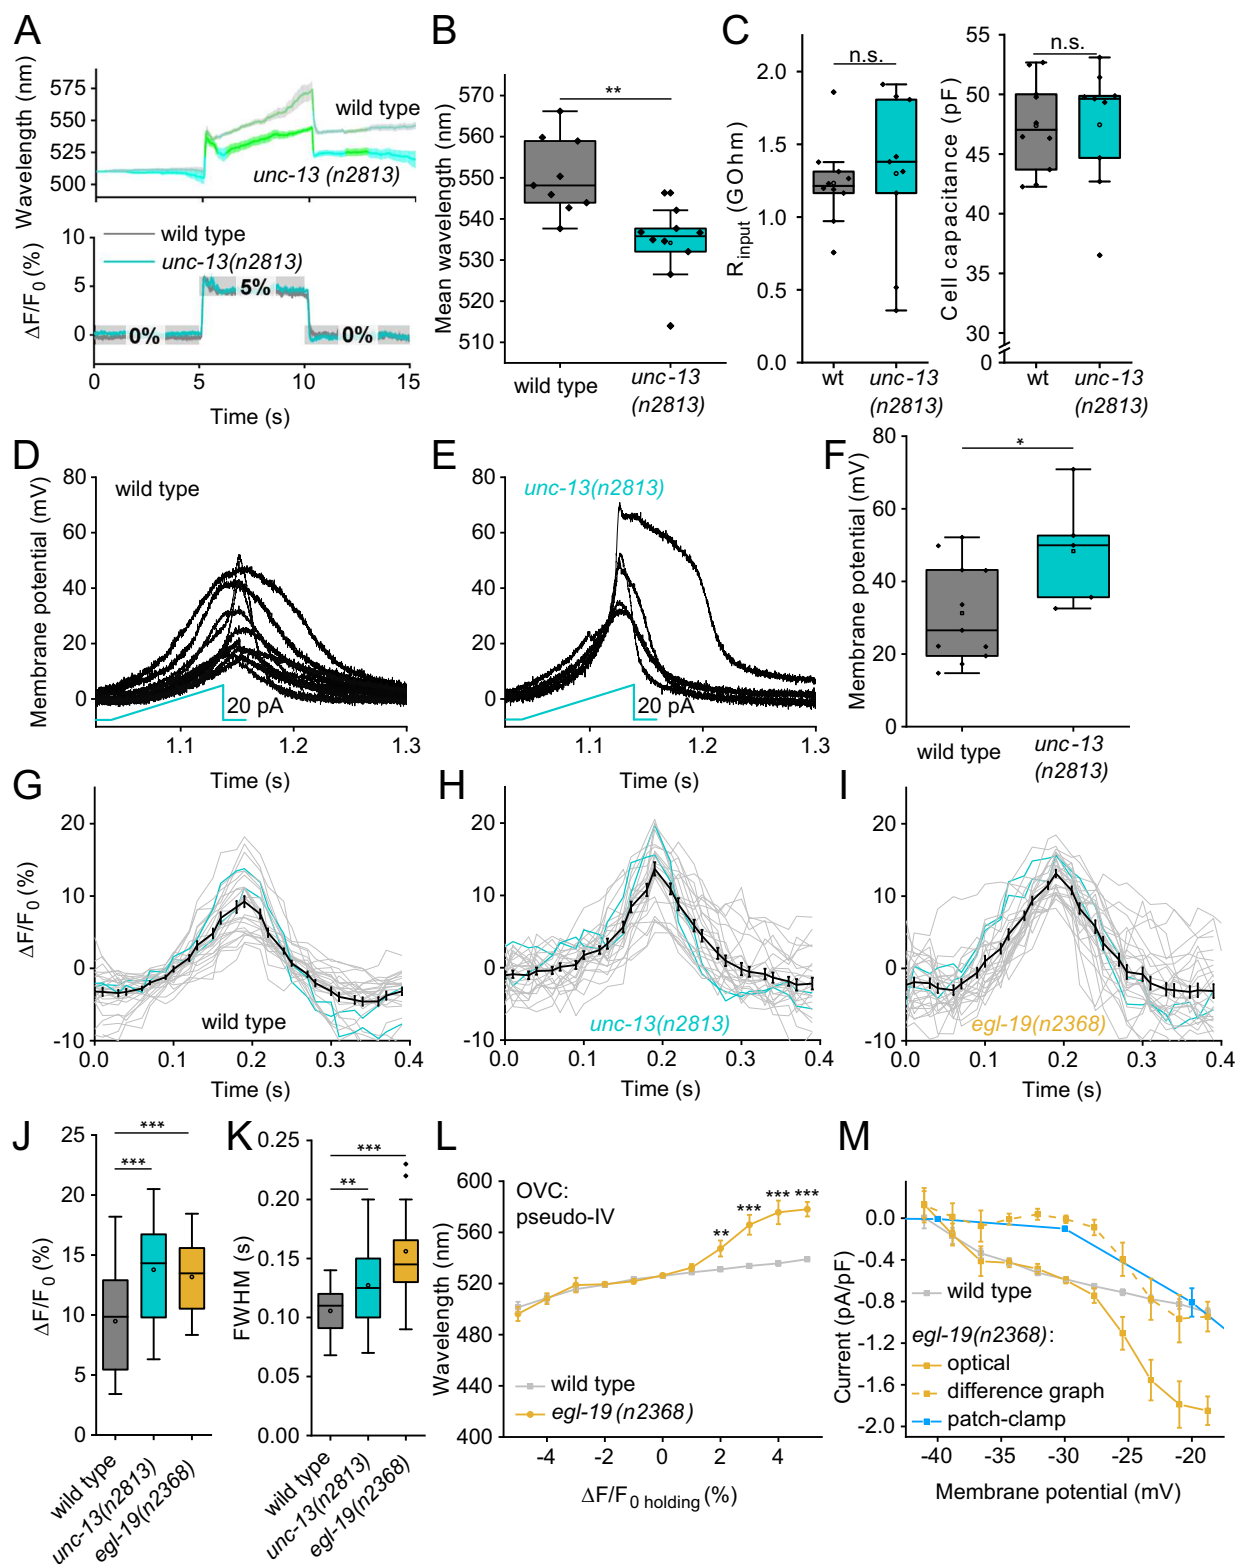 A
Wavelength (nm)
575
550
525
500
wild type
unc-13 (n2813)
ΔF/F0 (%)
10
5
0
wild type
unc-13(n2813)
0%
5%
0%
0
5
10
15
Time (s)
B
Mean wavelength (nm)
570
560
550
540
530
520
510
**
wild type
unc-13
(n2813)
C
Rinput (GOhm)
2.0
1.5
1.0
0.5
0.0
n.s.
wt
unc-13
(n2813)
Cell capacitance (pF)
55
50
45
40
35
30
0
n.s.
wt
unc-13
(n2813)
D
Membrane potential (mV)
80
60
40
20
0
wild type
20 pA
1.1
1.2
1.3
Time (s)
E
80
60
40
20
0
unc-13(n2813)
20 pA
1.1
1.2
1.3
Time (s)
F
Membrane potential (mV)
80
60
40
20
0
*
wild type
unc-13
(n2813)
G
ΔF/F0 (%)
20
10
0
-10
wild type
0.0
0.1
0.2
0.3
0.4
Time (s)
H
20
10
0
-10
unc-13(n2813)
0.0
0.1
0.2
0.3
0.4
Time (s)
I
20
10
0
-10
egl-19(n2368)
0.0
0.1
0.2
0.3
0.4
Time (s)
J
ΔF/F0 (%)
25
20
15
10
5
0
***
***
wild type
unc-13(n2813)
egl-19(n2368)
K
FWHM (s)
0.25
0.20
0.15
0.10
0.05
0.00
***
**
wild type
unc-13(n2813)
egl-19(n2368)
L
Wavelength (nm)
600
560
520
480
440
400
OVC:
pseudo-IV
**
***
***
***
wild type
egl-19 (n2368)
-4
-2
0
2
4
ΔF/F0 holding (%)
M
Current (pA/pF)
0.0
-0.4
-0.8
-1.2
-1.6
-2.0
wild type
egl-19(n2368):
optical
difference graph
patch-clamp
-40
-35
-30
-25
-20
Membrane potential (mV)